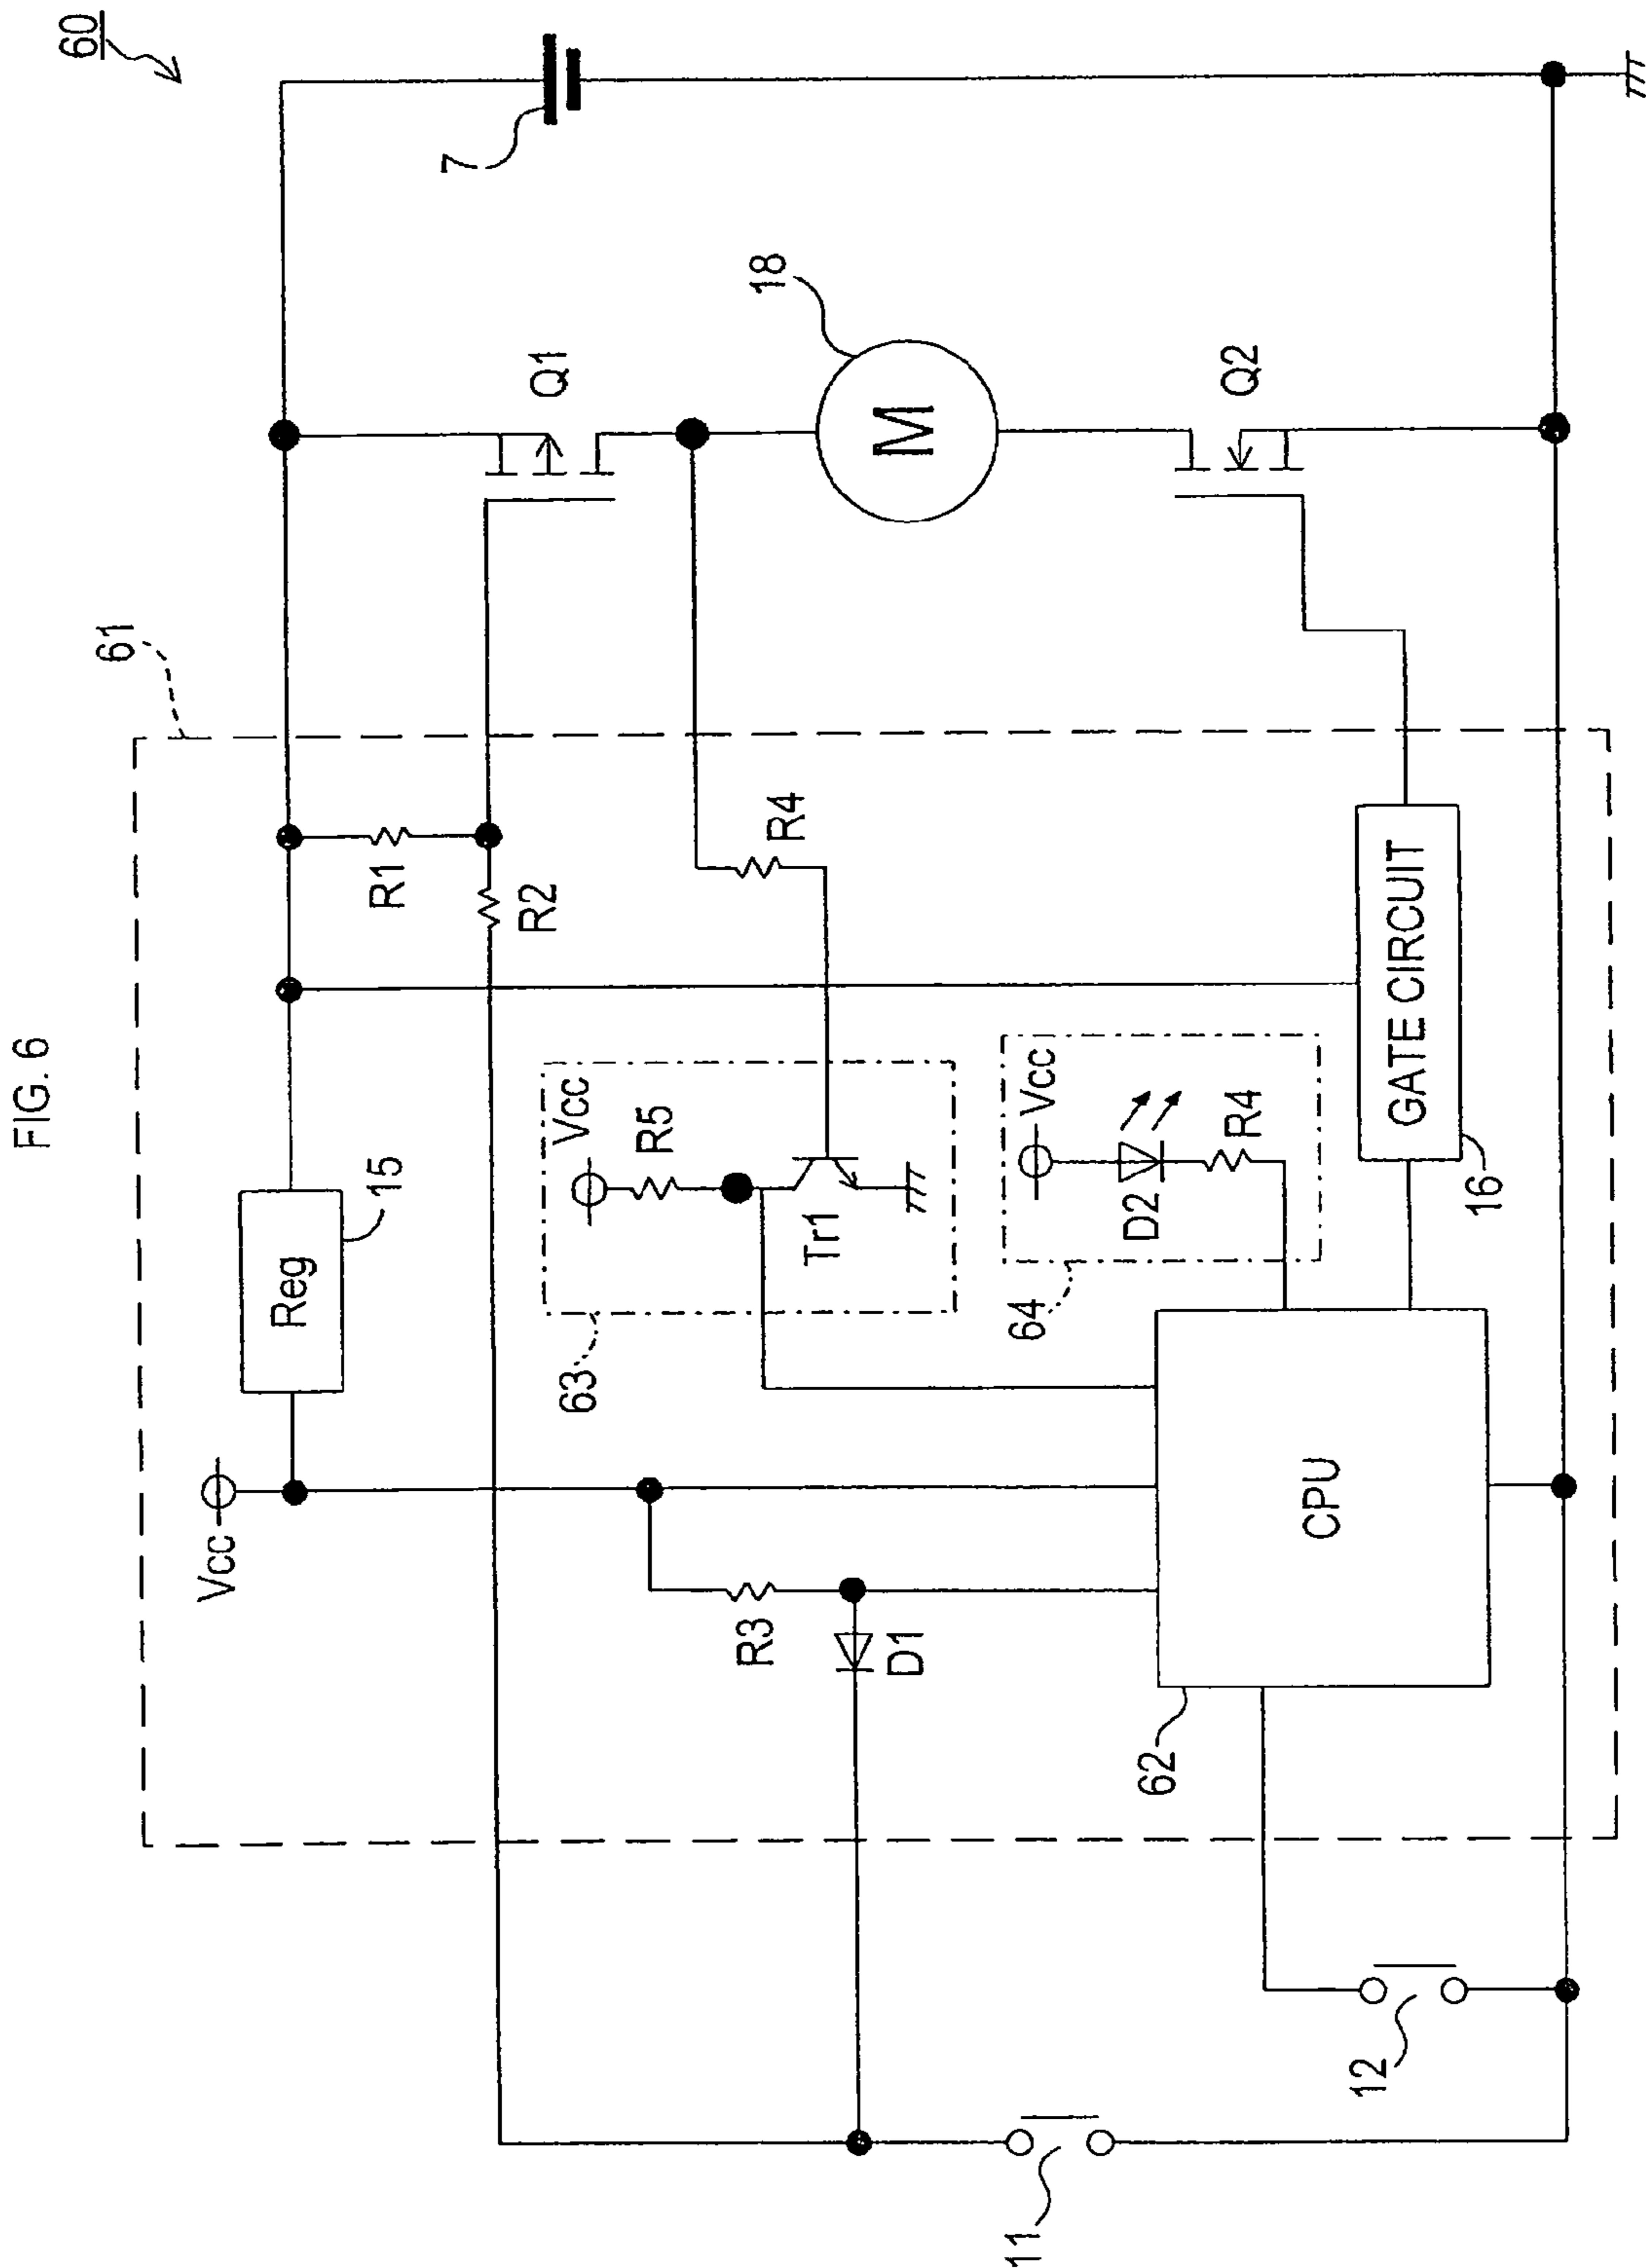 FIG. 6
60
61
Vcc
Reg
15
R1
R2
Q1
7
63
Vcc
R5
Tr1
R4
18
M
R3
D1
64
Vcc
D2
R4
62
CPU
16
GATE CIRCUIT
Q2
11
12